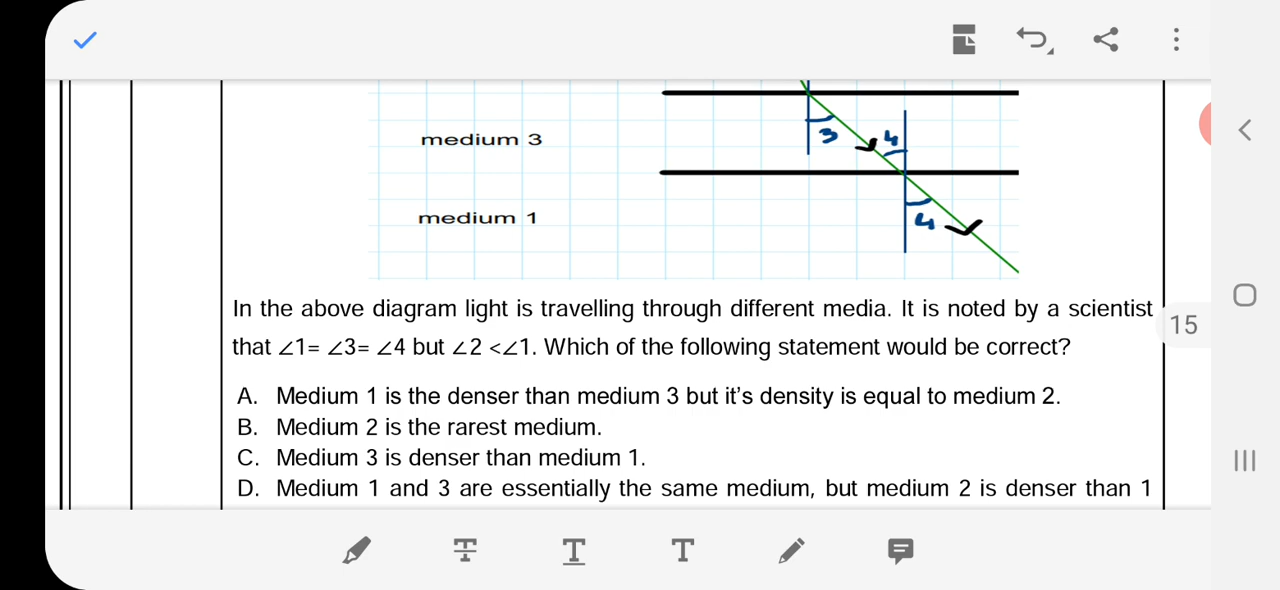 medium 3
3
4
medium 1
4
In the above diagram light is travelling through different media. It is noted by a scientist
that ∠1= ∠3= ∠4 but ∠2 <∠1. Which of the following statement would be correct?
15
A. Medium 1 is the denser than medium 3 but it's density is equal to medium 2.
B. Medium 2 is the rarest medium.
C. Medium 3 is denser than medium 1.
D. Medium 1 and 3 are essentially the same medium, but medium 2 is denser than 1
T
T
T